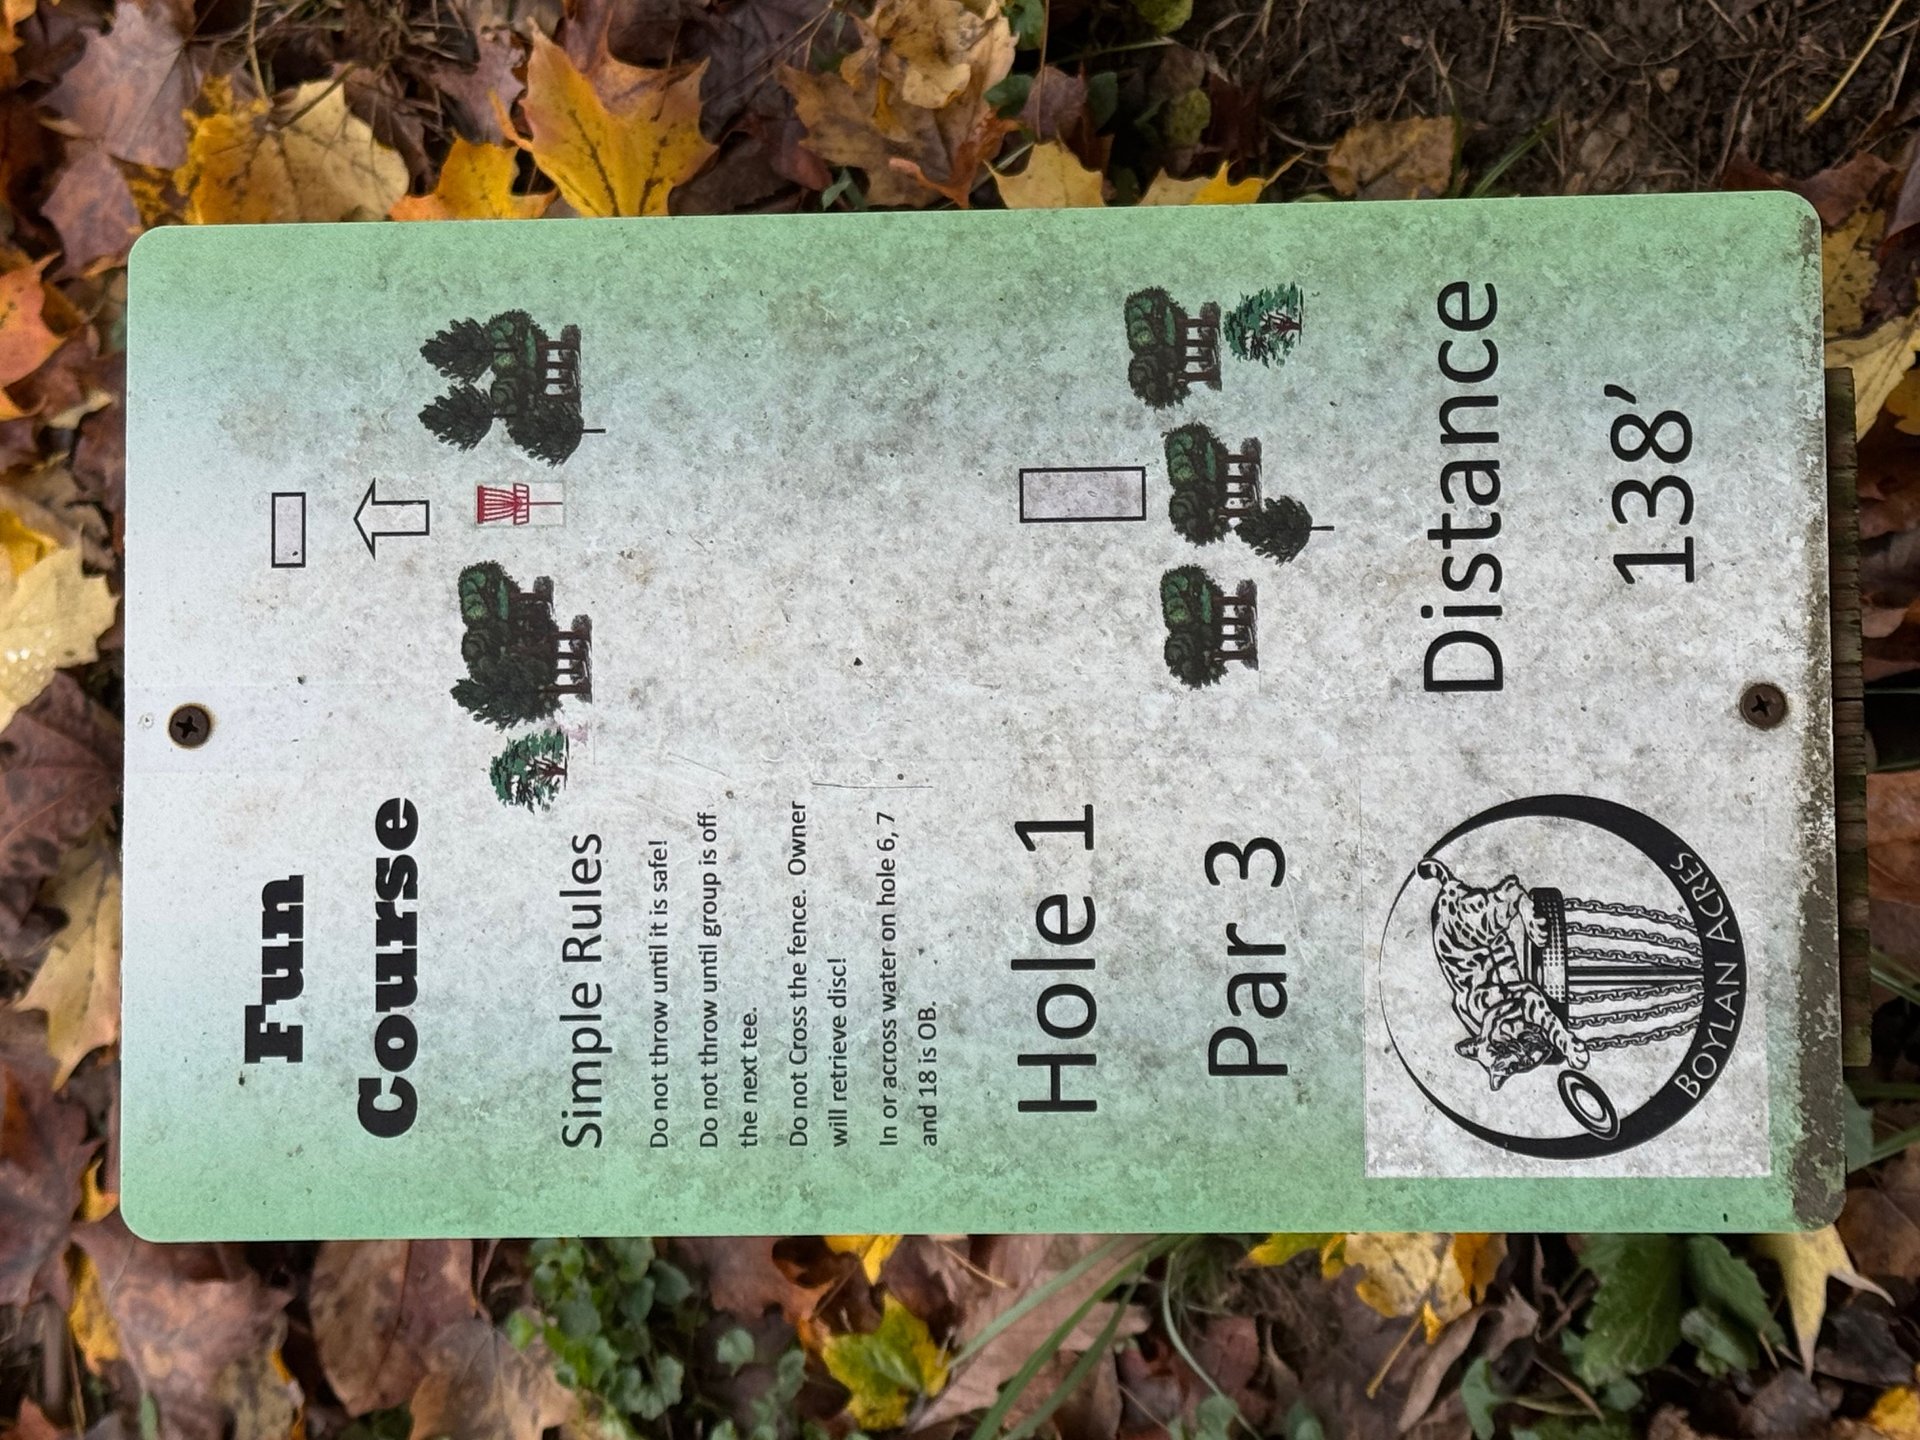 Fun
Course
Simple Rules
Do not throw until it is safe!
Do not throw until group is off
the next tee.
Do not Cross the fence. Owner
will retrieve disc!
In or across water on hole 6, 7
and 18 is OB.
Hole 1
Par 3
BOYLAN ACRES
Distance
138'